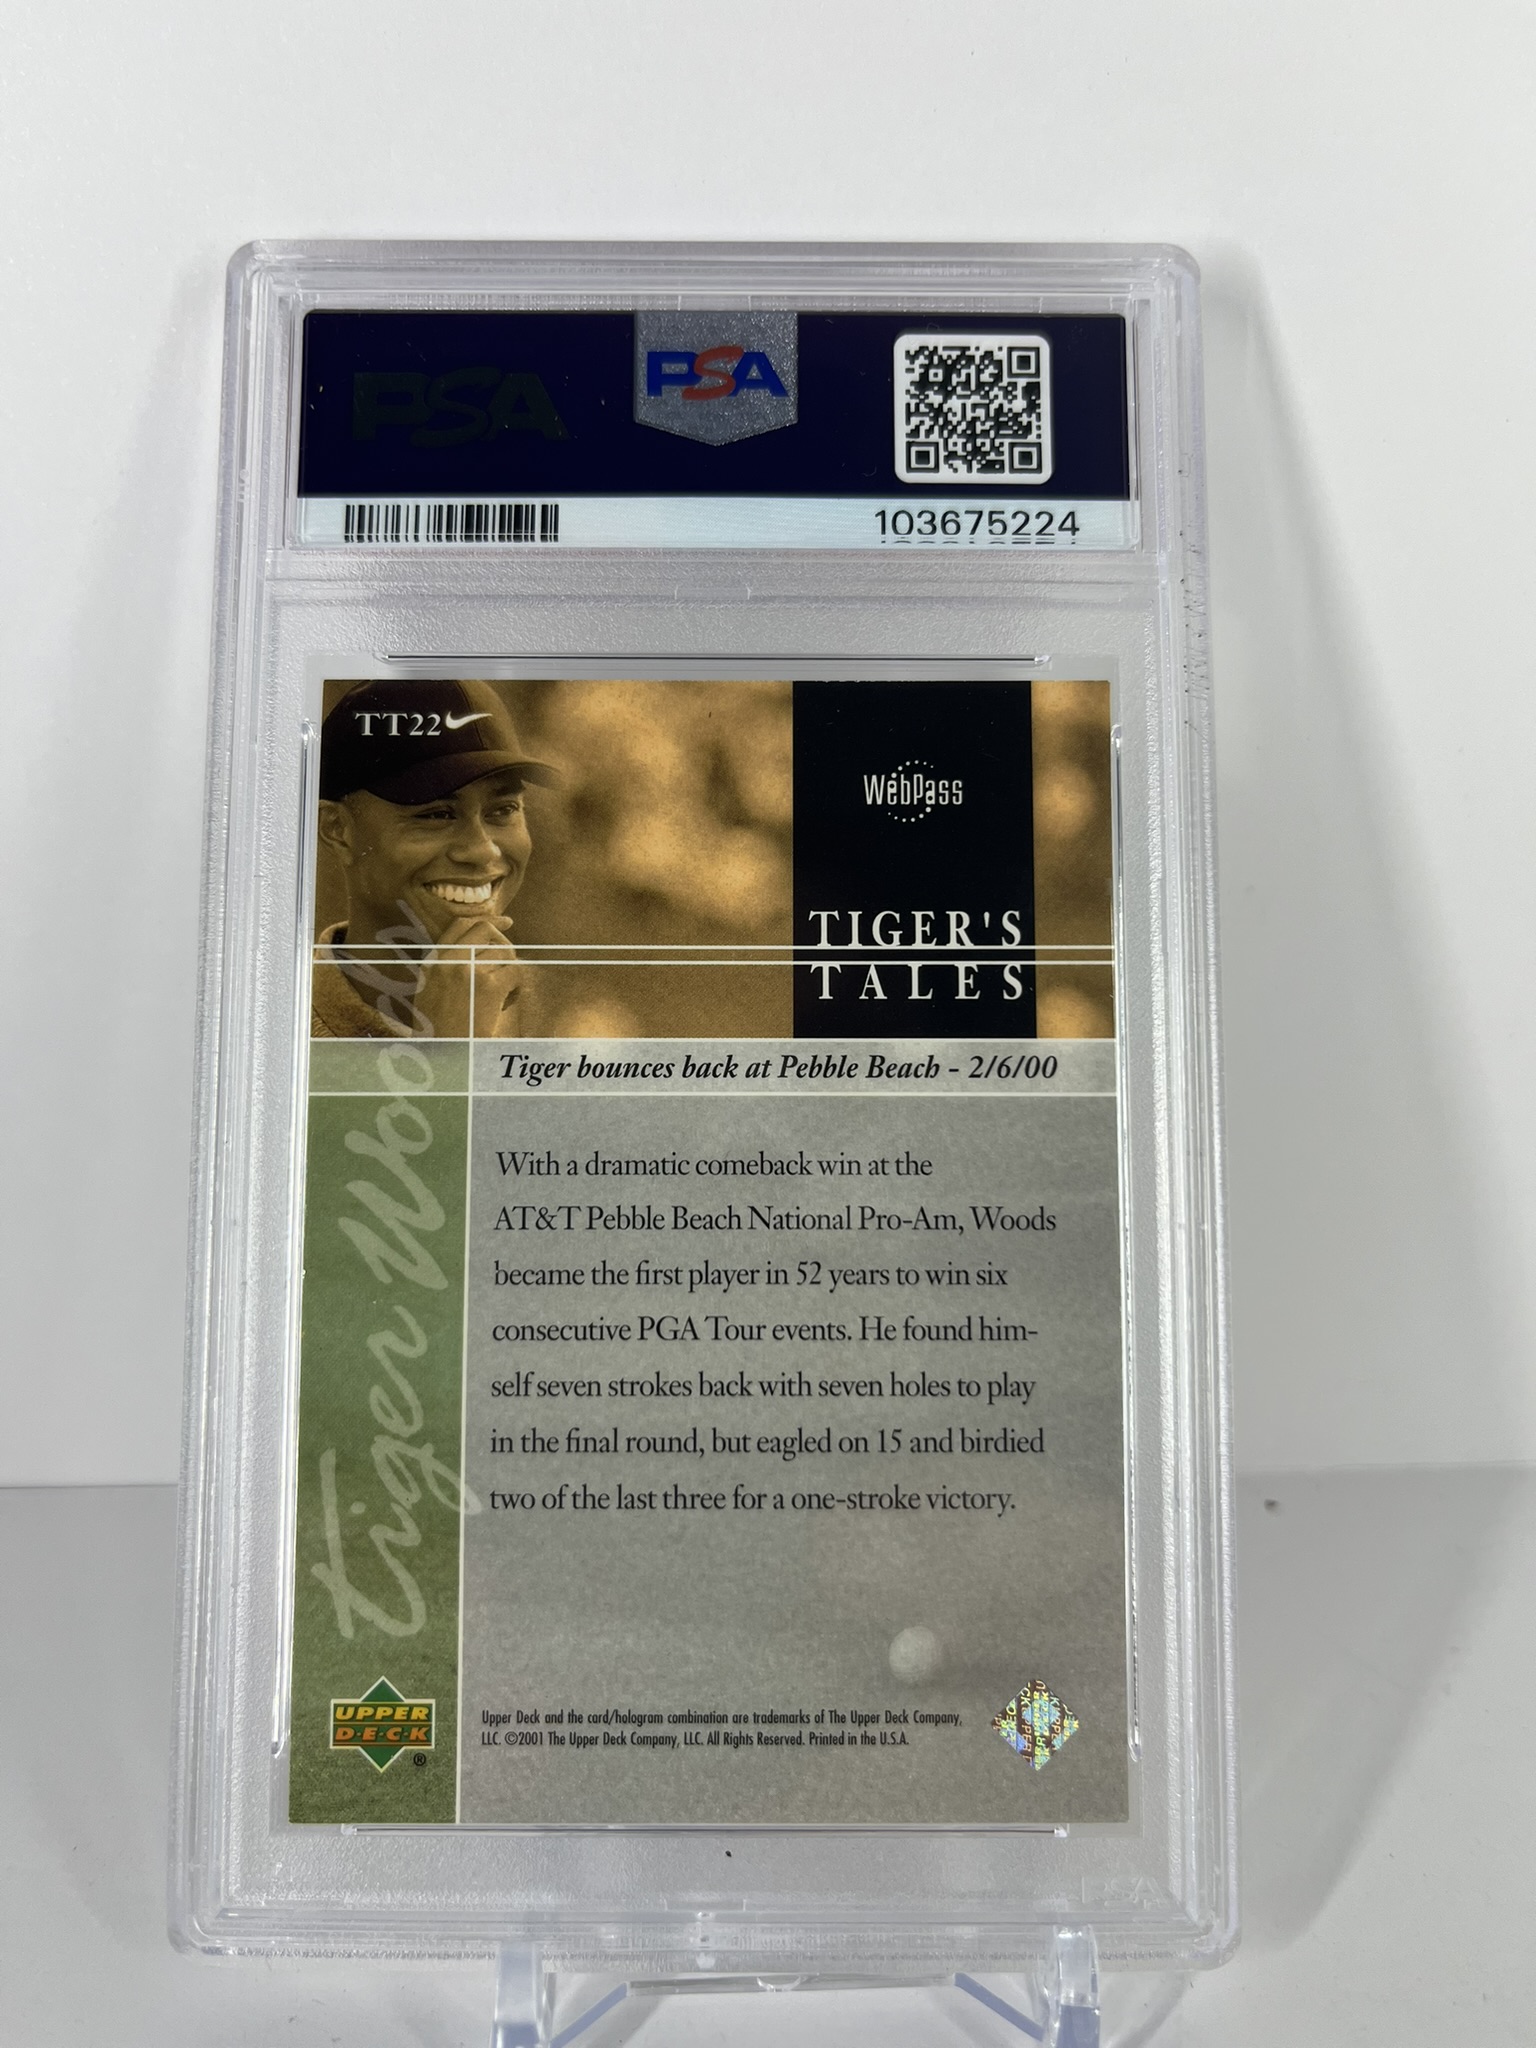 PSA
PSA
103675224
TT22
WebPass
TIGER'S
TALES
Tiger bounces back at Pebble Beach - 2/6/00
With a dramatic comeback win at the
AT&T Pebble Beach National Pro-Am, Woods
became the first player in 52 years to win six
consecutive PGA Tour events. He found him-
self seven strokes back with seven holes to play
in the final round, but eagled on 15 and birdied
two of the last three for a one-stroke victory.
Tiger Woods
UPPER
D·E·C·K
®
Upper Deck and the card/hologram combination are trademarks of The Upper Deck Company,
LLC. ©2001 The Upper Deck Company, LLC. All Rights Reserved. Printed in the U.S.A.
PSA